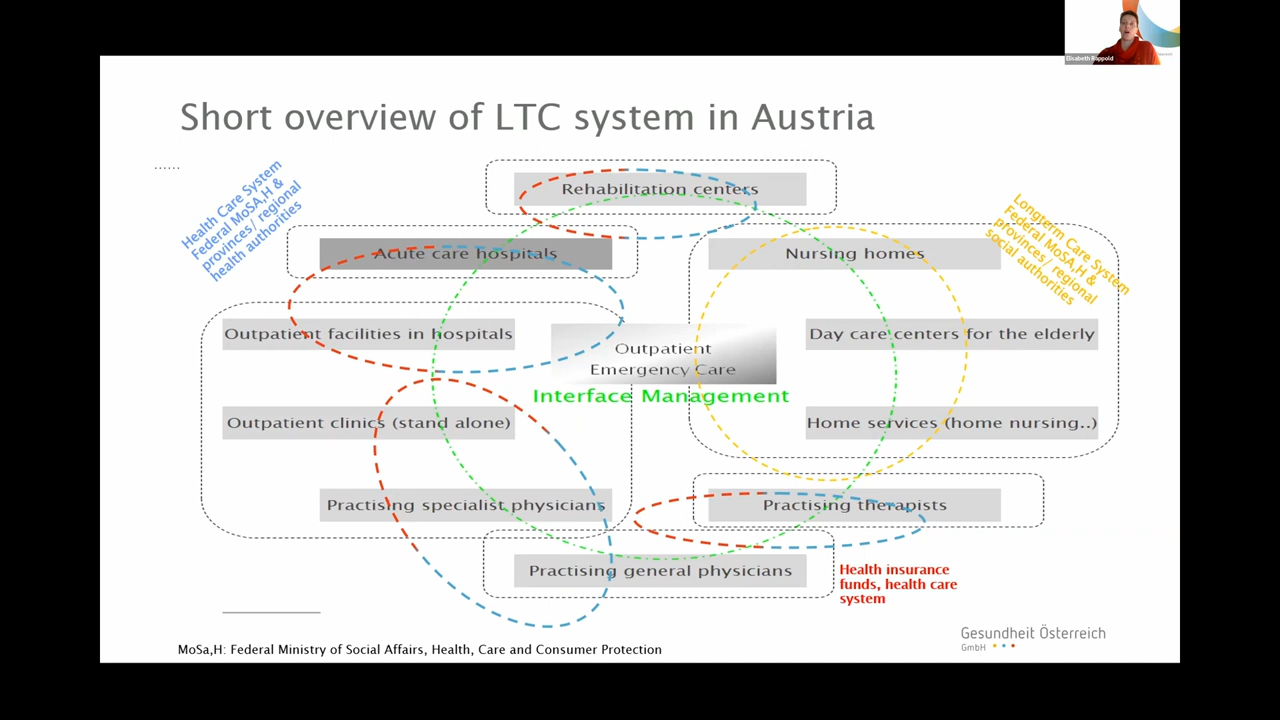 Elisabeth Rappold
Short overview of LTC system in Austria
......
Health Care System
Federal MoSA,H &
provinces/ regional
health authorities
Rehabilitation centers
Longterm Care System
Federal MoSA,H &
provinces/ regional
social authorities
Acute care hospitals
Nursing homes
Outpatient facilities in hospitals
Outpatient
Emergency Care
Day care centers for the elderly
Interface Management
Outpatient clinics (stand alone)
Home services (home nursing..)
Practising specialist physicians
Practising therapists
Practising general physicians
Health insurance
funds, health care
system
Gesundheit Österreich
GmbH
MoSa,H: Federal Ministry of Social Affairs, Health, Care and Consumer Protection